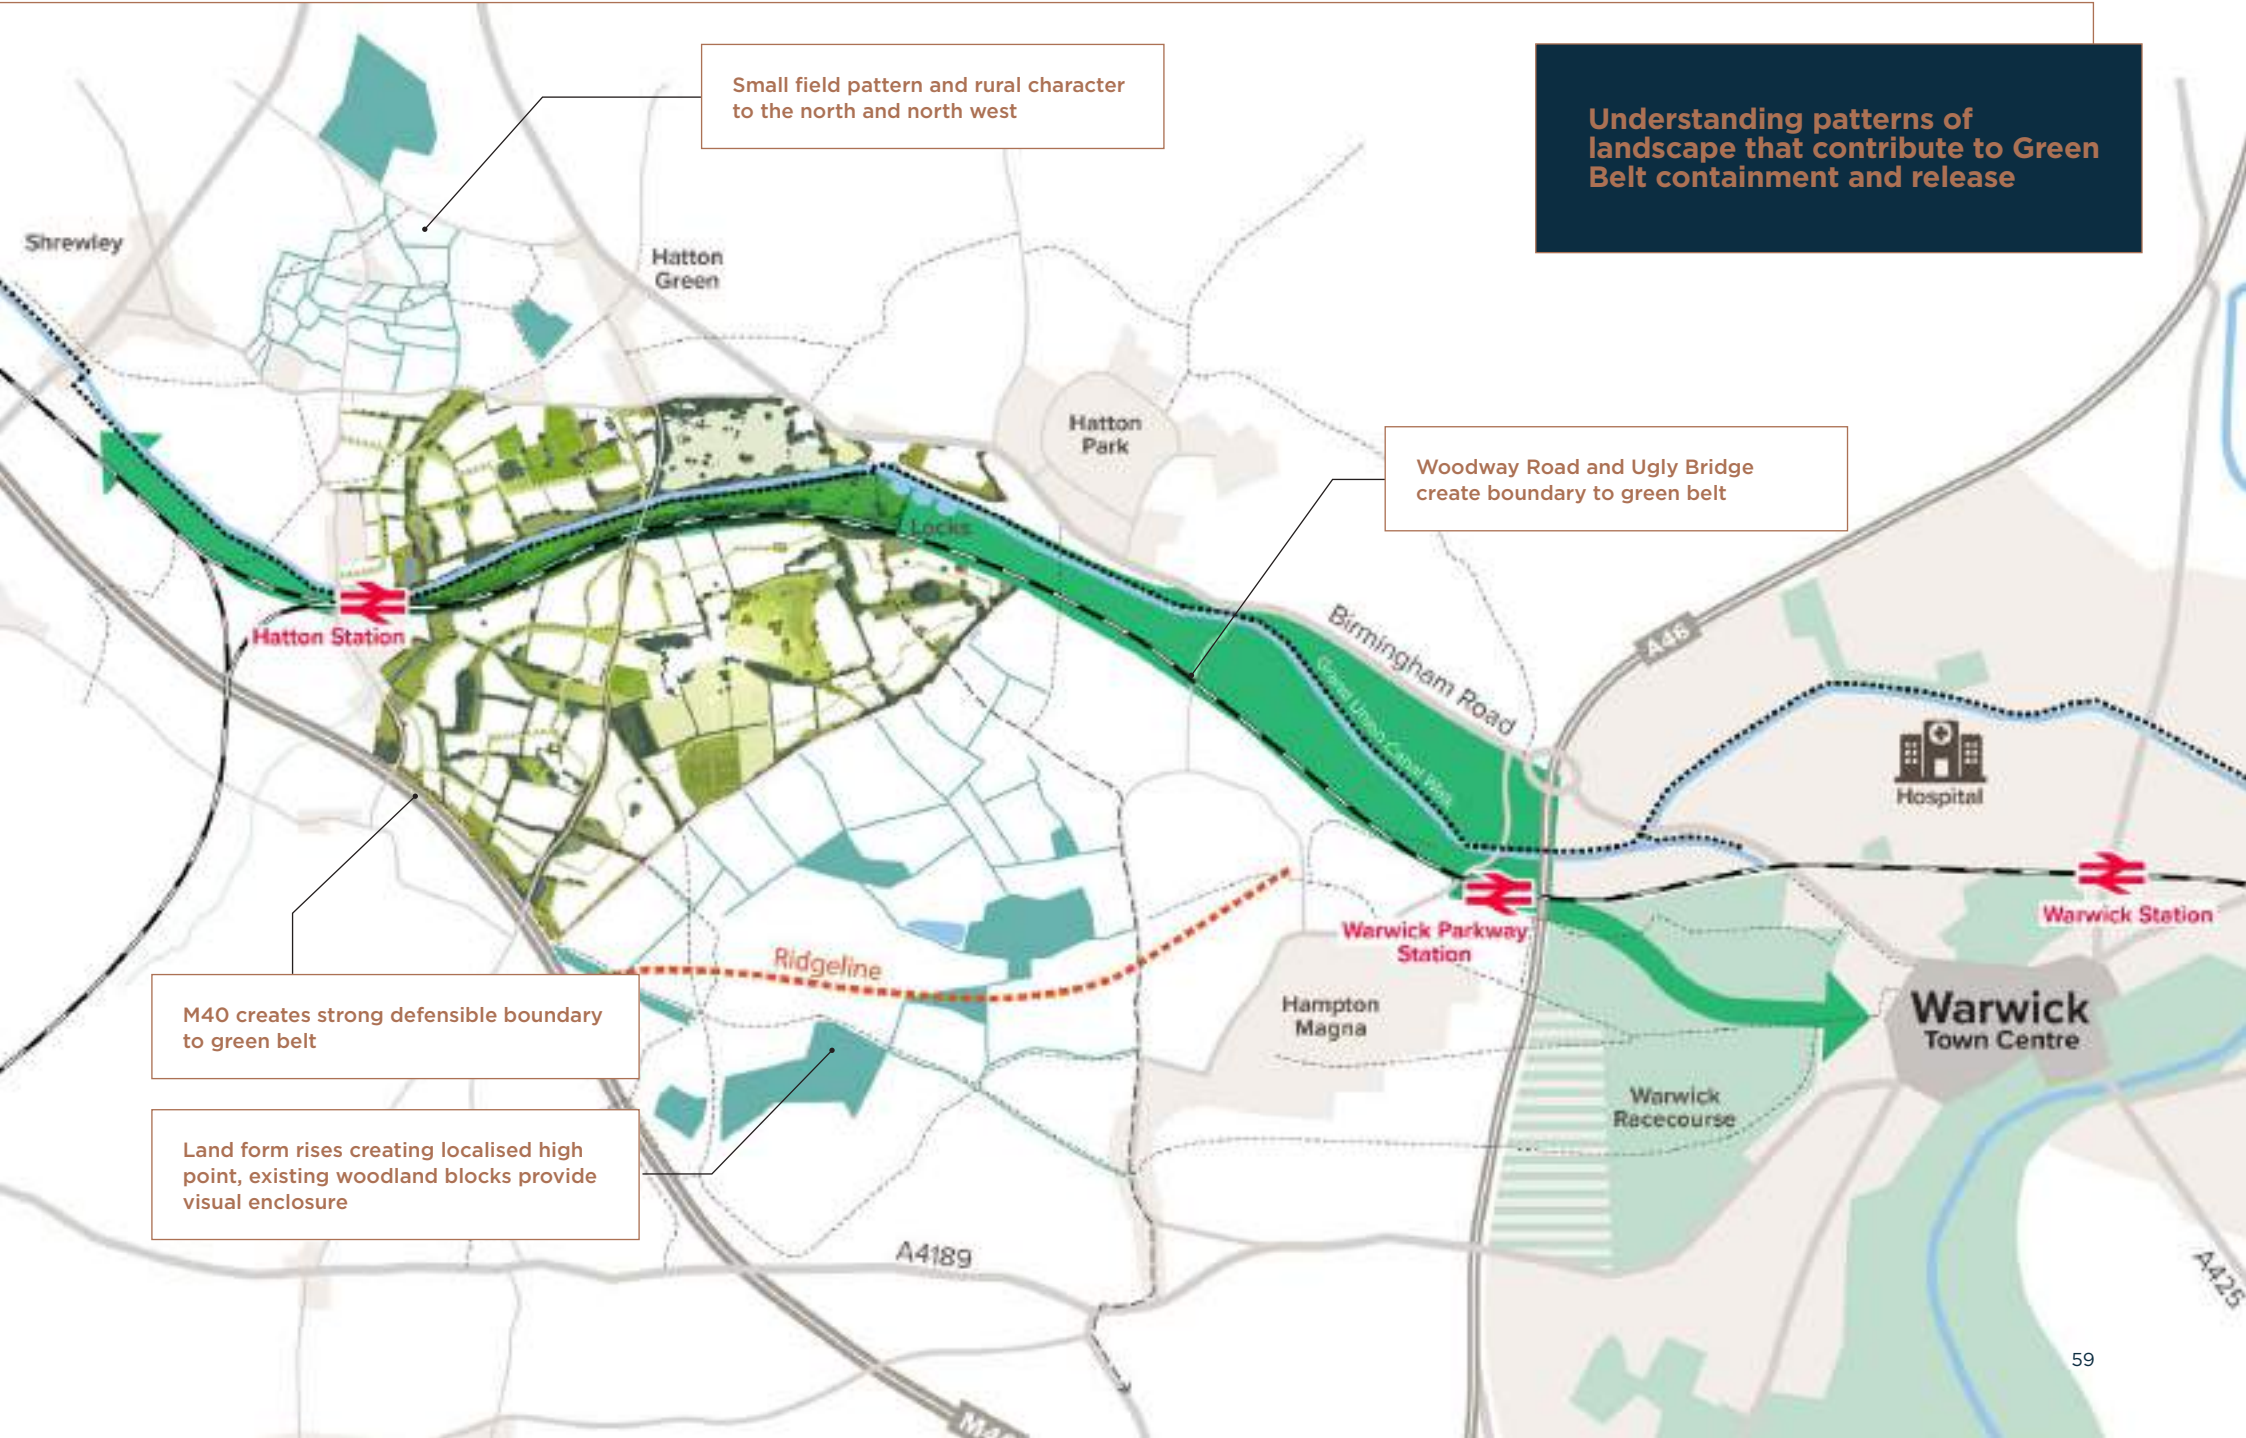 Small field pattern and rural character
to the north and north west
Understanding patterns of
landscape that contribute to Green
Belt containment and release
Shrewley
Hatton
Green
Hatton
Park
Woodway Road and Ugly Bridge
create boundary to green belt
Locks
Hatton Station
Birmingham Road
A46
Grand Union Canal Walk
Hospital
Warwick Station
Warwick Parkway
Station
Ridgeline
Hampton
Magna
Warwick
Town Centre
M40 creates strong defensible boundary
to green belt
Warwick
Racecourse
Land form rises creating localised high
point, existing woodland blocks provide
visual enclosure
A4189
A425
59